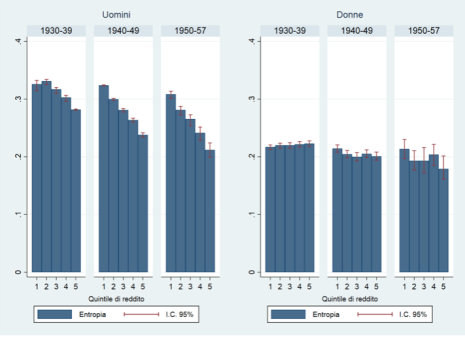 Uomini
1930-39 1940-49 1950-57
.4
.3
.2
.1
0
1 2 3 4 5 1 2 3 4 5 1 2 3 4 5
Quintile di reddito
Entropia I.C. 95%
Donne
1930-39 1940-49 1950-57
.4
.3
.2
.1
0
1 2 3 4 5 1 2 3 4 5 1 2 3 4 5
Quintile di reddito
Entropia I.C. 95%